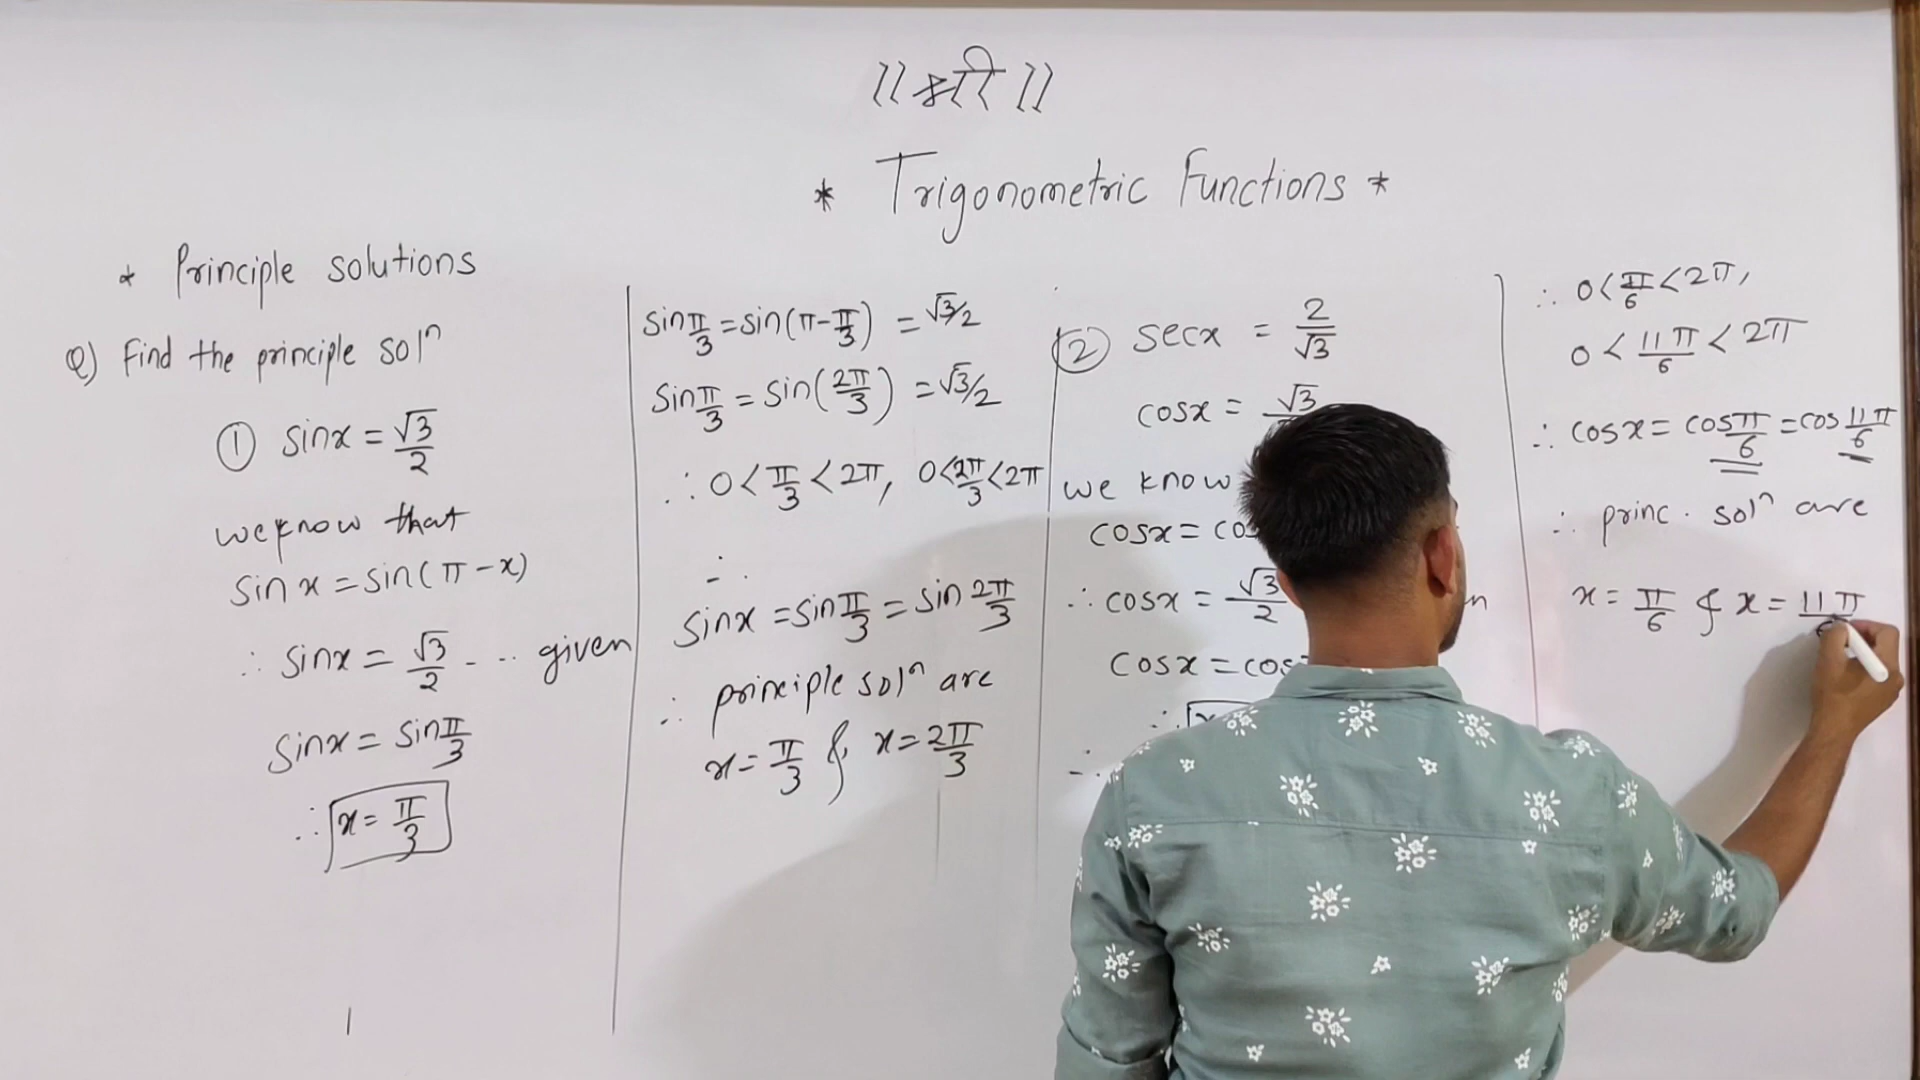 ॥ श्री ॥
* Trigonometric Functions *
* Principle solutions
Q) Find the principle solⁿ
① sinx = √3/2
we know that
sin x = sin(π - x)
∴ sinx = √3/2 - .. given
sinx = sin π/3
∴ x = π/3
sin π/3 = sin(π - π/3) = √3/2
sin π/3 = sin(2π/3) = √3/2
∴ 0 < π/3 < 2π, 0 < 2π/3 < 2π
∴
sinx = sin π/3 = sin 2π/3
∴ principle solⁿ are
x = π/3 & x = 2π/3
② secx = 2/√3
cosx = √3
we know
cosx =
∴ cosx = √3/2
cosx = cos
∴
∴
∴ 0 < π/6 < 2π,
0 < 11π/6 < 2π
∴ cosx = cos π/6 = cos 11π/6
∴ princ. solⁿ are
x = π/6 & x = 11π/6